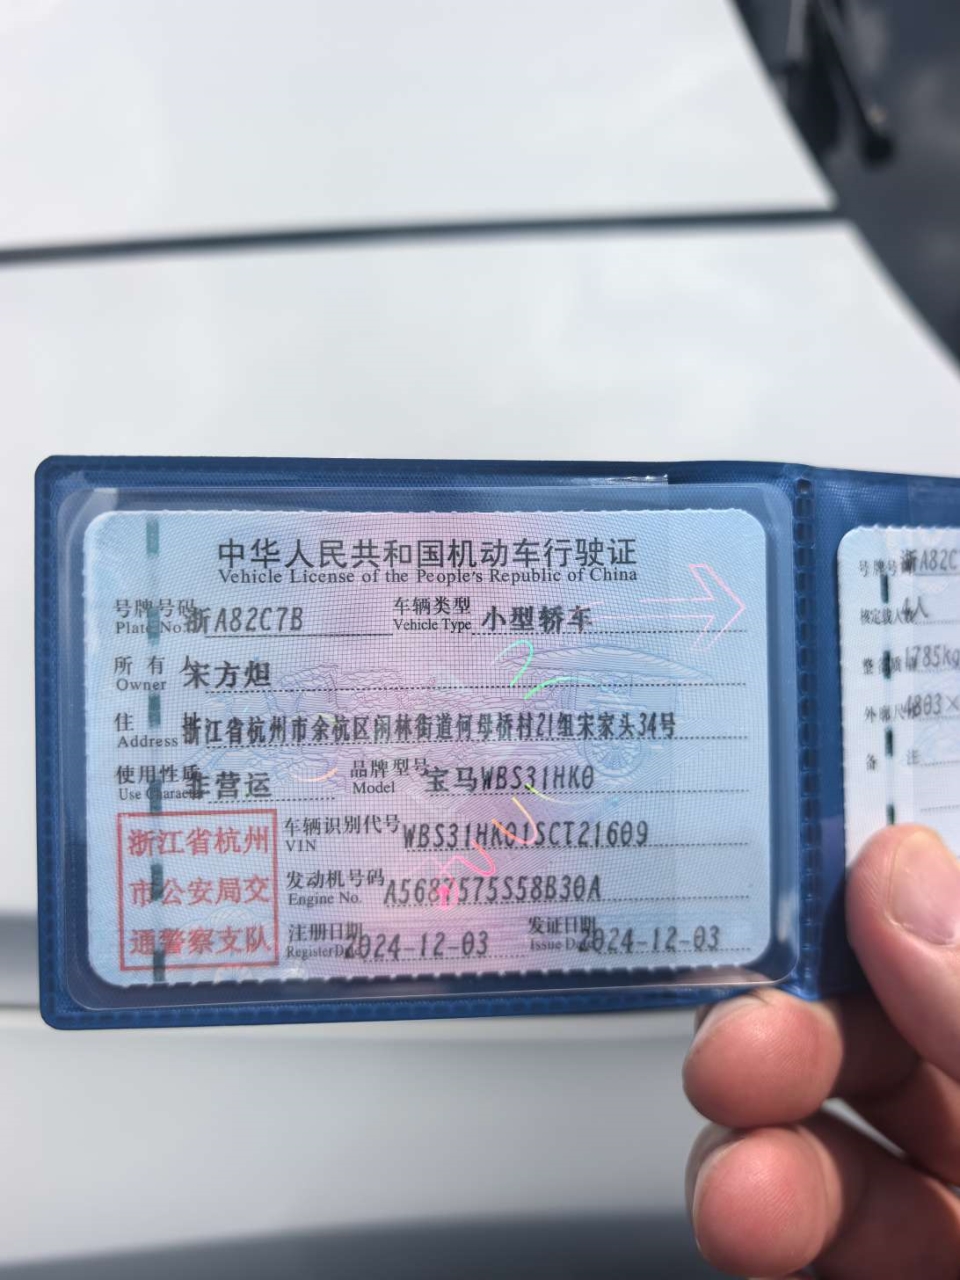 中华人民共和国机动车行驶证
Vehicle License of the People's Republic of China
号牌号码 浙A82C7B 车辆类型 小型轿车
Plate No. Vehicle Type
所有人 宋方炟
Owner
住址 浙江省杭州市余杭区闲林街道何母桥村21组宋家头34号
Address
使用性质 非营运 品牌型号 宝马WBS31HK0
Use Character Model
浙江省杭州
市公安局交
通警察支队
车辆识别代号 WBS31HK01SCT21609
VIN
发动机号码 A5687575S58B30A
Engine No.
注册日期 2024-12-03 发证日期 2024-12-03
Register Date Issue Date
号牌号码 浙A82C7
核定载人数 4人
整备质量 1785kg
外廓尺寸 4803×
备注